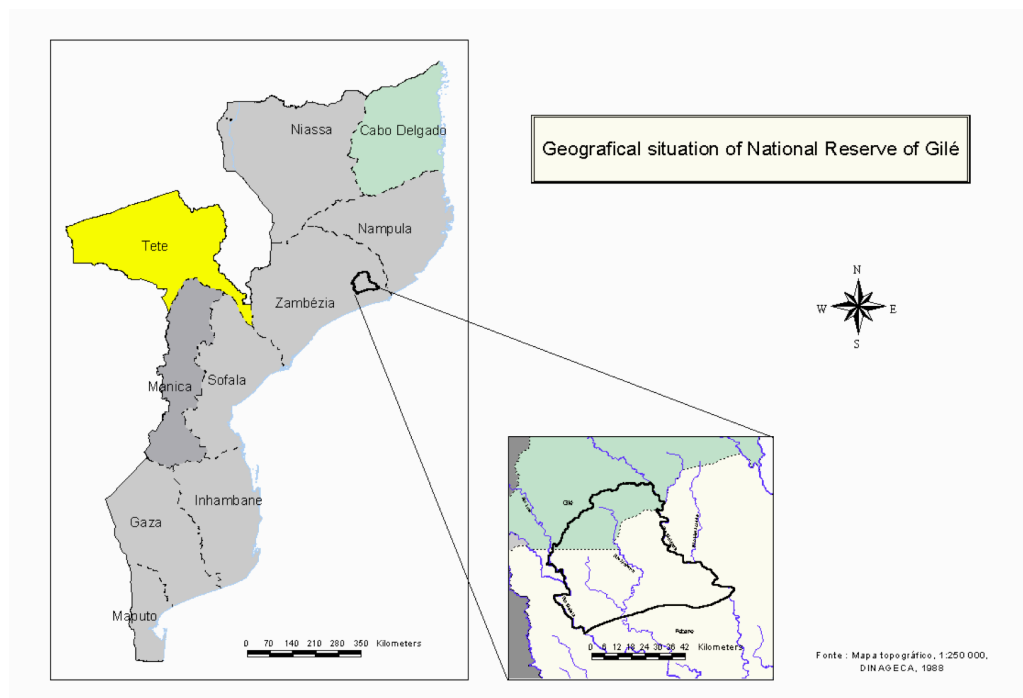 Geografical situation of National Reserve of Gilé
Niassa
Cabo Delgado
Nampula
Tete
Zambézia
Manica
Sofala
Inhambane
Gaza
Maputo
0 70 140 210 280 350 Kilometers
N
W E
S
Gilé
Pebane
0 6 12 18 24 30 36 42 Kilometers
Fonte : Mapa topográfico, 1:250 000,
DINAGECA, 1988